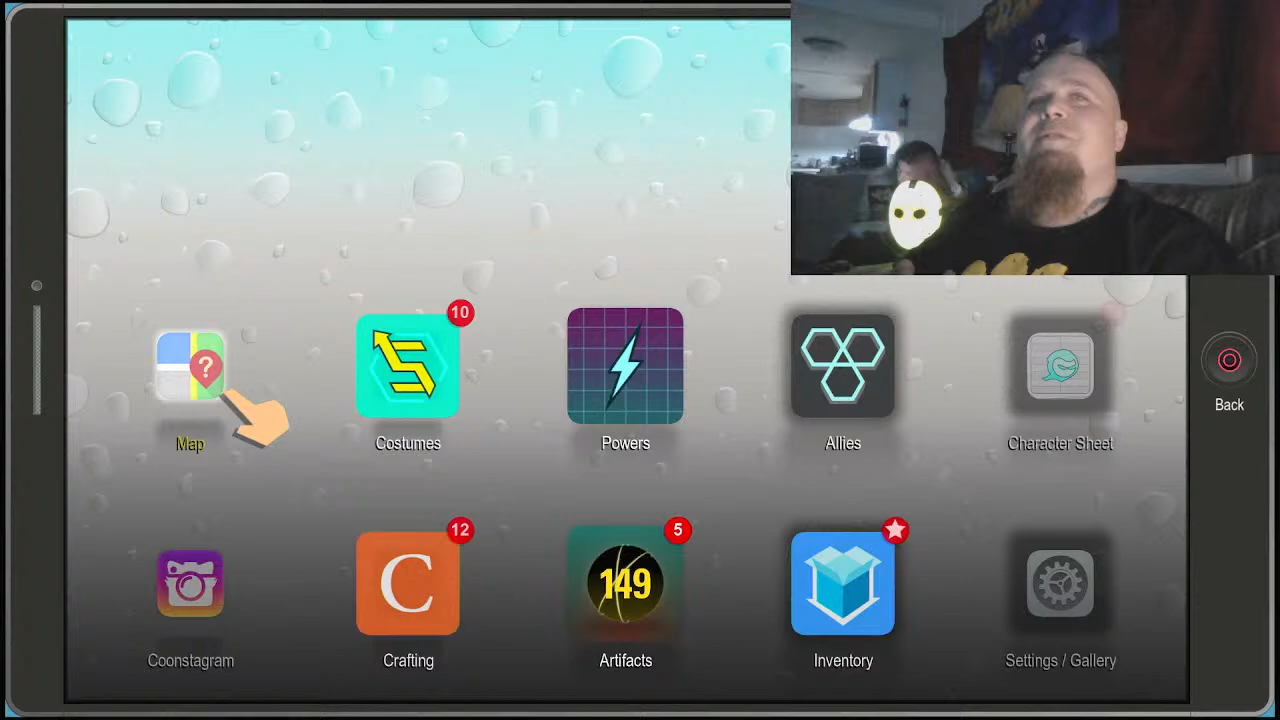 10
?
Map
Costumes
Powers
Allies
Character Sheet
Back
12
5
C
149
Coonstagram
Crafting
Artifacts
Inventory
Settings / Gallery